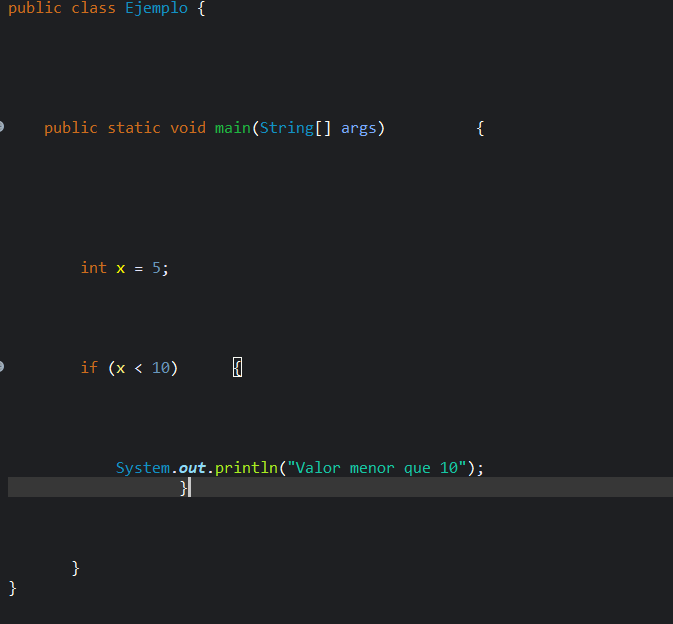 public class Ejemplo {
public static void main(String[] args) {
int x = 5;
if (x < 10) {
System.out.println("Valor menor que 10");
}
}
}